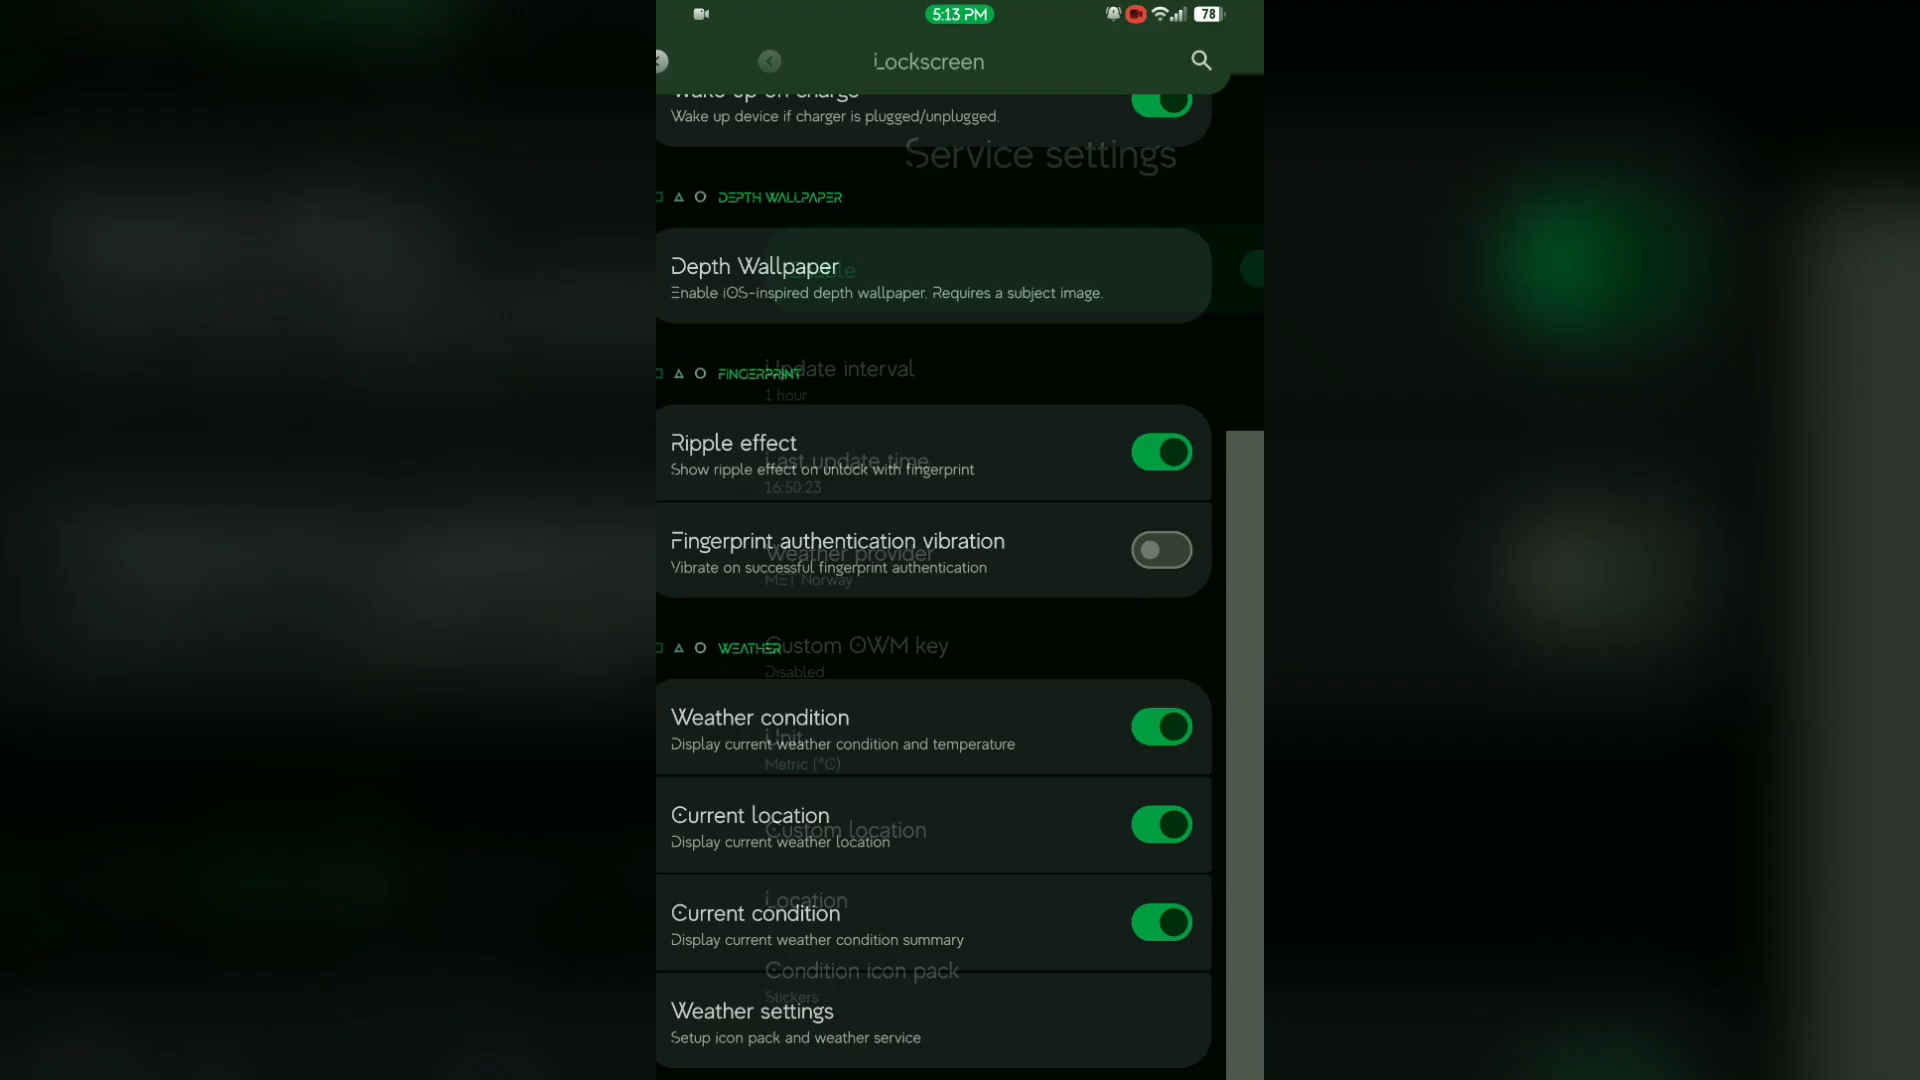 5:13 PM
78
Lockscreen
Wake up on charge
Wake up device if charger is plugged/unplugged.
Service settings
DEPTH WALLPAPER
Depth Wallpaper
Enable iOS-inspired depth wallpaper. Requires a subject image.
Update interval
FINGERPRINT
1 hour
Ripple effect
Last update time
Show ripple effect on unlock with fingerprint
16:50:23
Fingerprint authentication vibration
Weather provider
Vibrate on successful fingerprint authentication
MET Norway
Custom OWM key
WEATHER
Disabled
Weather condition
Unit
Display current weather condition and temperature
Metric (°C)
Current location
Custom location
Display current weather location
Location
Current condition
Display current weather condition summary
Condition icon pack
Stickers
Weather settings
Setup icon pack and weather service